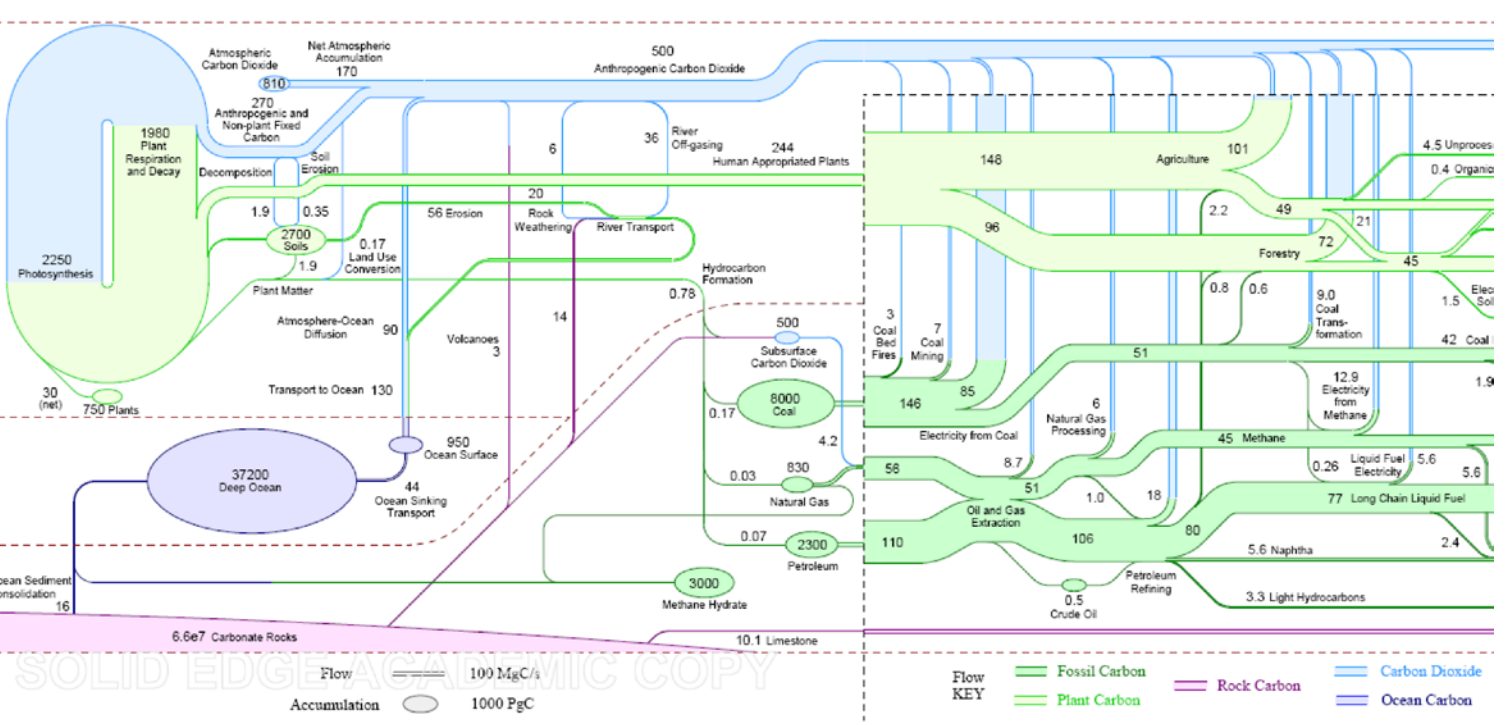 Atmospheric
Carbon Dioxide
810
Net Atmospheric
Accumulation
170
500
Anthropogenic Carbon Dioxide
270
Anthropogenic and
Non-plant Fixed
Carbon
1980
Plant
Respiration
and Decay
Decomposition
Soil
Erosion
6
36
River
Off-gasing
244
Human Appropriated Plants
1.9
0.35
56 Erosion
20
Rock
Weathering
River Transport
2700
Soils
0.17
Land Use
Conversion
1.9
Plant Matter
2250
Photosynthesis
Hydrocarbon
Formation
0.78
Atmosphere-Ocean
Diffusion
90
Volcanoes
3
14
500
Subsurface
Carbon Dioxide
30
(net)
750 Plants
Transport to Ocean 130
8000
Coal
0.17
4.2
950
Ocean Surface
37200
Deep Ocean
44
Ocean Sinking
Transport
0.03
830
Natural Gas
0.07
2300
Petroleum
3000
Methane Hydrate
ean Sediment
onsolidation
16
6.6e7 Carbonate Rocks
10.1 Limestone
148
Agriculture
101
4.5 Unproces
0.4 Organic
2.2
49
21
96
72
Forestry
45
0.8
0.6
1.5
Elec
Soil
3
Coal
Bed
Fires
7
Coal
Mining
9.0
Coal
Trans-
formation
51
42 Coal
1.9
85
146
Electricity from Coal
12.9
Electricity
from
Methane
6
Natural Gas
Processing
45 Methane
56
8.7
51
0.26
Liquid Fuel
Electricity
5.6
5.6
1.0
18
77 Long Chain Liquid Fuel
Oil and Gas
Extraction
110
106
80
5.6 Naphtha
2.4
Petroleum
Refining
0.5
Crude Oil
3.3 Light Hydrocarbons
SOLID EDGE ACADEMIC COPY
Flow 100 MgC/s
Accumulation 1000 PgC
Flow
KEY
Fossil Carbon
Plant Carbon
Rock Carbon
Carbon Dioxide
Ocean Carbon